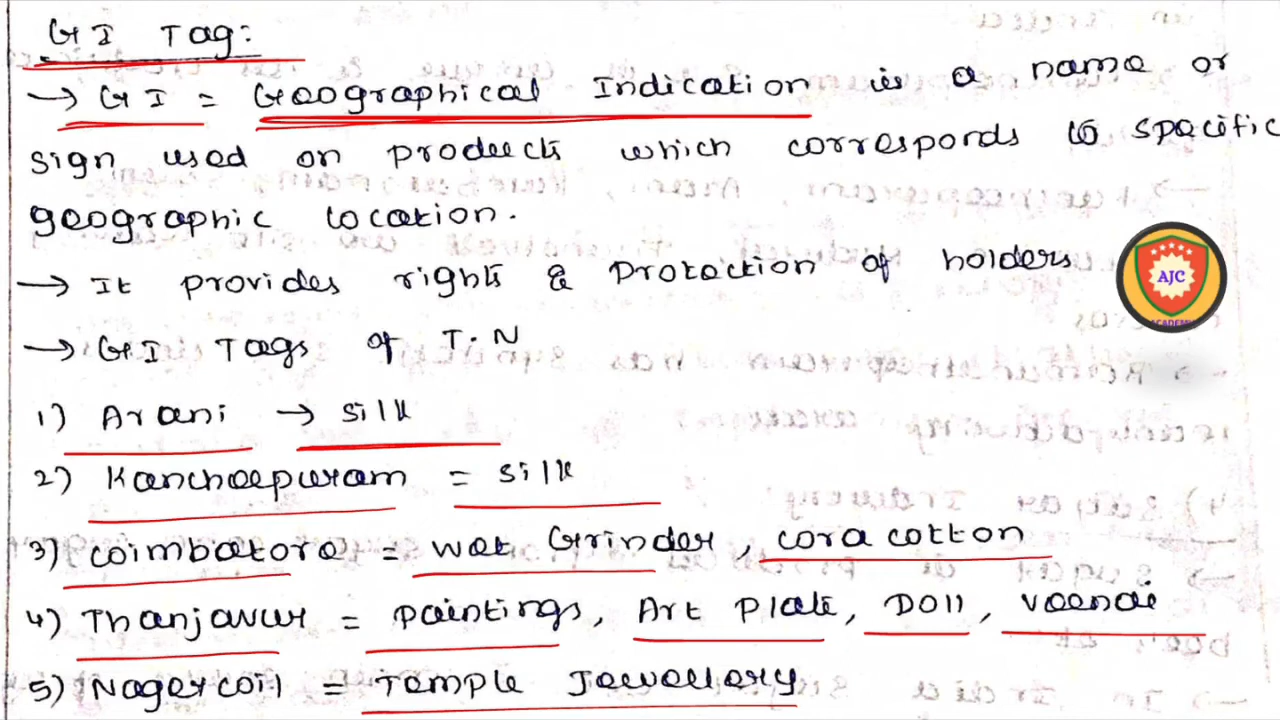 GI Tag:
→ GI = Geographical Indication is a name or
sign used on products which corresponds to specific
geographic location.
→ It provides rights & Protection of holders
→ GI Tags of T.N
1) Arani → silk
2) Kancheepuram = silk
3) Coimbatore = wet Grinder, cora cotton
4) Thanjavur = paintings, Art Plate, Doll, Veenai
5) Nagercoil = Temple Jewellery
AJC
ACADEMY